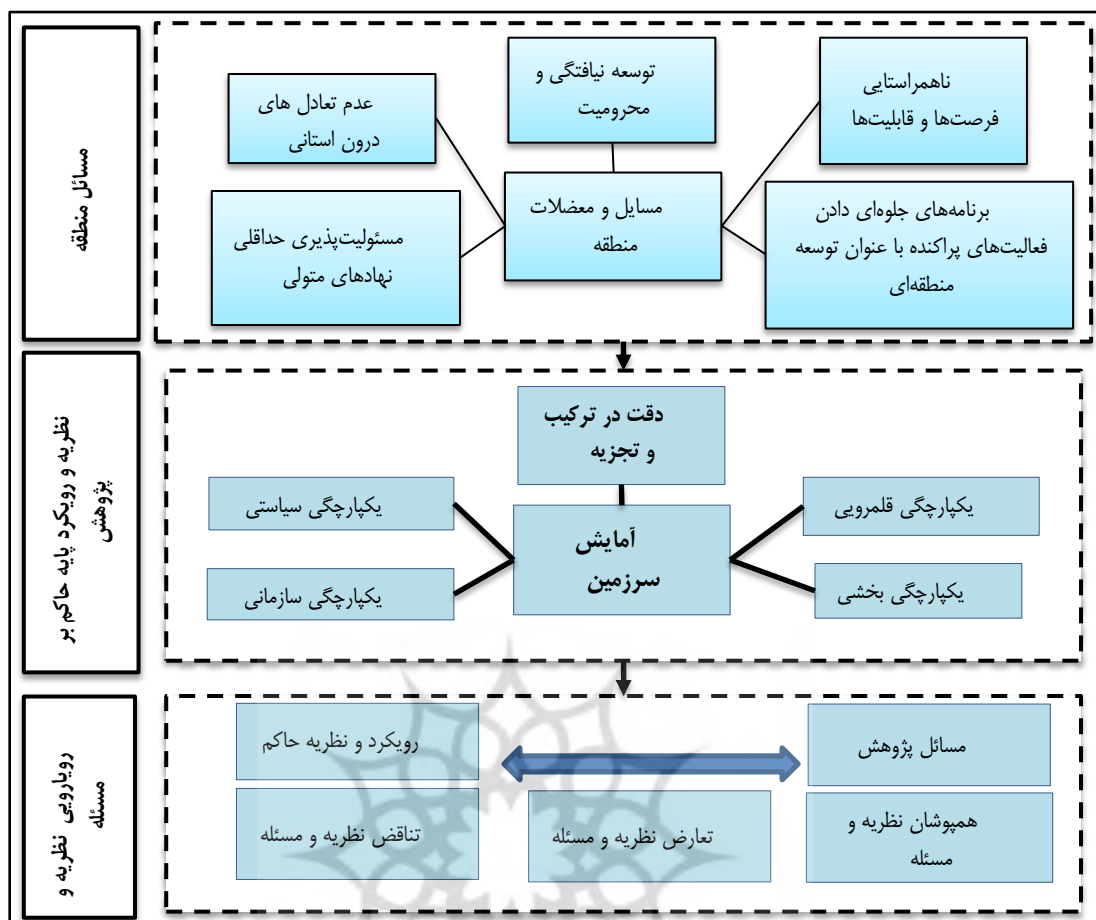 مسائل منطقه
توسعه نیافتگی و
محرومیت
ناهمراستایی
فرصت‌ها و قابلیت‌ها
عدم تعادل های
درون استانی
مسایل و معضلات
منطقه
برنامه‌های جلوه‌ای دادن
فعالیت‌های پراکنده با عنوان توسعه
منطقه‌ای
مسئولیت‌پذیری حداقلی
نهادهای متولی
نظریه و رویکرد پایه حاکم بر
پژوهش
دقت در ترکیب
و تجزیه
یکپارچگی قلمرویی
یکپارچگی سیاستی
آمایش
سرزمین
یکپارچگی بخشی
یکپارچگی سازمانی
رویارویی نظریه و
مسئله
مسائل پژوهش
رویکرد و نظریه حاکم
همپوشان نظریه و
مسئله
تعارض نظریه و مسئله
تناقض نظریه و مسئله